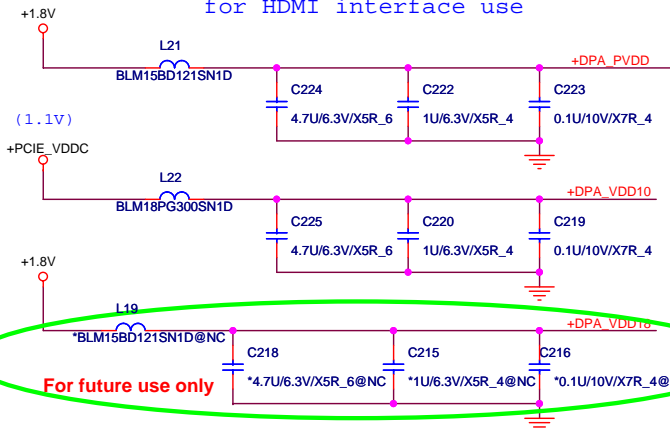 for HDMI interface use
+1.8V
L21
BLM15BD121SN1D
+DPA_PVDD
C224
4.7U/6.3V/X5R_6
C222
1U/6.3V/X5R_4
C223
0.1U/10V/X7R_4
(1.1V)
+PCIE_VDDC
L22
BLM18PG300SN1D
+DPA_VDD10
C225
4.7U/6.3V/X5R_6
C220
1U/6.3V/X5R_4
C219
0.1U/10V/X7R_4
+1.8V
L19
*BLM15BD121SN1D@NC
+DPA_VDD18
C218
*4.7U/6.3V/X5R_6@NC
C215
*1U/6.3V/X5R_4@NC
C216
*0.1U/10V/X7R_4@
For future use only